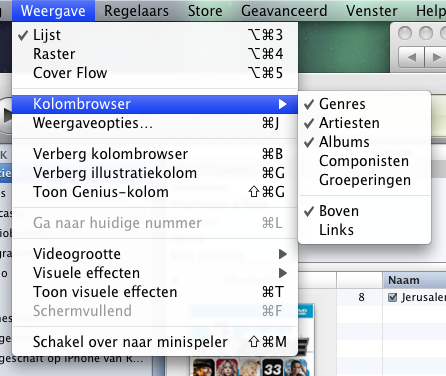 Weergave Regelaars Store Geavanceerd Venster Help
Lijst ⌥⌘3
Raster ⌥⌘4
Cover Flow ⌥⌘5
Kolombrowser
Weergaveopties... ⌘J
Verberg kolombrowser ⌘B
Verberg illustratiekolom ⌘G
Toon Genius-kolom ⇧⌘G
Ga naar huidige nummer ⌘L
Videogrootte
Visuele effecten
Toon visuele effecten ⌘T
Schermvullend ⌘F
Schakel over naar minispeler ⇧⌘M
Genres
Artiesten
Albums
Componisten
Groeperingen
Boven
Links
Naam
8 Jerusale
33
geschaft op iPhone van R...